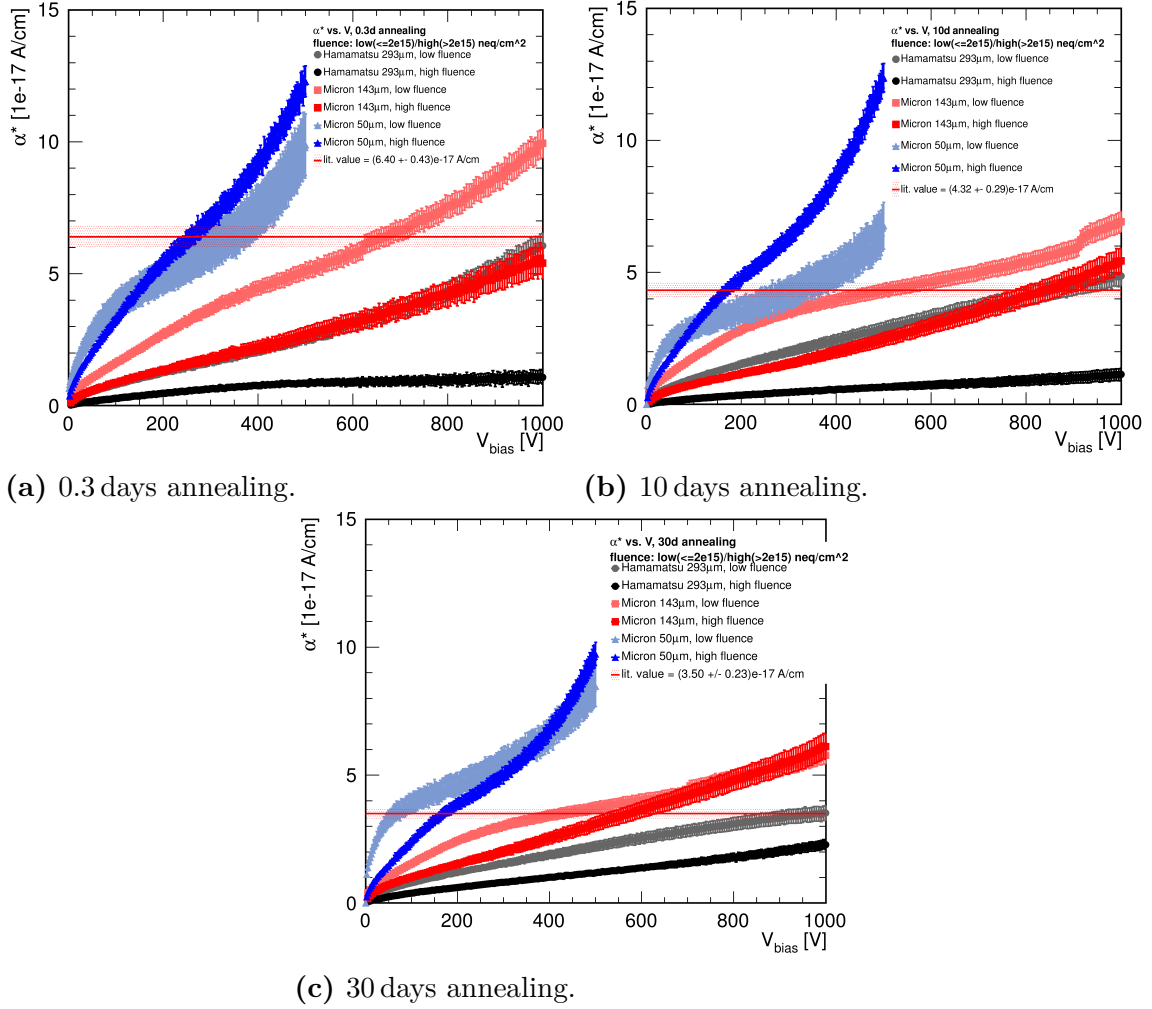 α* [1e-17 A/cm]
15
10
5
0
α* vs. V, 0.3d annealing
fluence: low(<=2e15)/high(>2e15) neq/cm^2
Hamamatsu 293μm, low fluence
Hamamatsu 293μm, high fluence
Micron 143μm, low fluence
Micron 143μm, high fluence
Micron 50μm, low fluence
Micron 50μm, high fluence
lit. value = (6.40 +- 0.43)e-17 A/cm
0 200 400 600 800 1000
V_bias [V]
(a) 0.3 days annealing.
α* [1e-17 A/cm]
15
10
5
0
α* vs. V, 10d annealing
fluence: low(<=2e15)/high(>2e15) neq/cm^2
Hamamatsu 293μm, low fluence
Hamamatsu 293μm, high fluence
Micron 143μm, low fluence
Micron 143μm, high fluence
Micron 50μm, low fluence
Micron 50μm, high fluence
lit. value = (4.32 +- 0.29)e-17 A/cm
0 200 400 600 800 1000
V_bias [V]
(b) 10 days annealing.
α* [1e-17 A/cm]
15
10
5
0
α* vs. V, 30d annealing
fluence: low(<=2e15)/high(>2e15) neq/cm^2
Hamamatsu 293μm, low fluence
Hamamatsu 293μm, high fluence
Micron 143μm, low fluence
Micron 143μm, high fluence
Micron 50μm, low fluence
Micron 50μm, high fluence
lit. value = (3.50 +/- 0.23)e-17 A/cm
0 200 400 600 800 1000
V_bias [V]
(c) 30 days annealing.